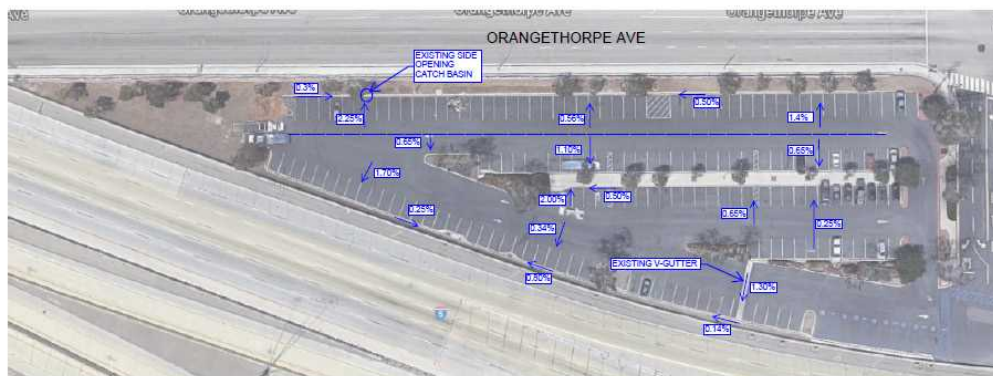 Ave
Orangethorpe Ave
Orangethorpe Ave
Orangethorpe Ave
ORANGETHORPE AVE
EXISTING SIDE
OPENING
CATCH BASIN
0.3%
0.50%
2.25%
0.56%
1.4%
0.65%
1.10%
0.65%
1.70%
2.00%
0.50%
0.25%
0.65%
0.25%
0.34%
EXISTING V-GUTTER
0.80%
1.30%
5
0.14%